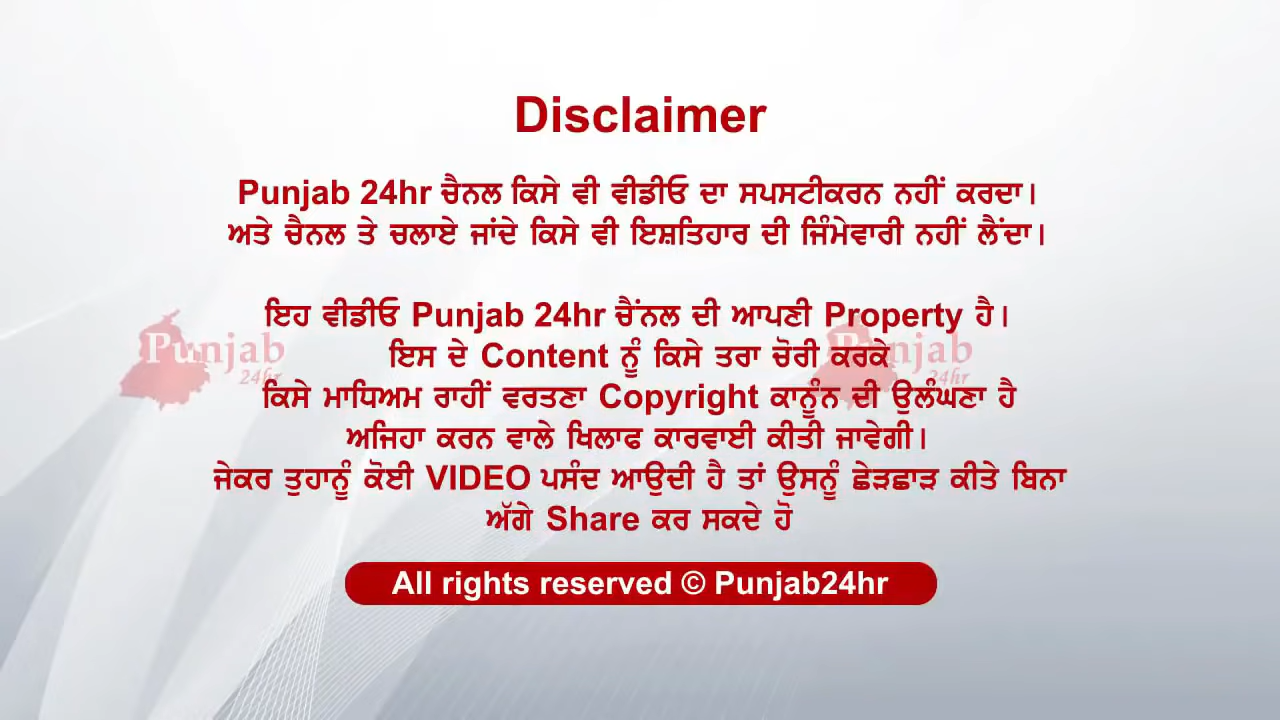 Disclaimer
Punjab 24hr ਚੈਨਲ ਕਿਸੇ ਵੀ ਵੀਡੀਓ ਦਾ ਸਪਸਟੀਕਰਨ ਨਹੀਂ ਕਰਦਾ।
ਅਤੇ ਚੈਨਲ ਤੇ ਚਲਾਏ ਜਾਂਦੇ ਕਿਸੇ ਵੀ ਇਸ਼ਤਿਹਾਰ ਦੀ ਜਿੰਮੇਵਾਰੀ ਨਹੀਂ ਲੈਂਦਾ।
ਇਹ ਵੀਡੀਓ Punjab 24hr ਚੈਂਨਲ ਦੀ ਆਪਣੀ Property ਹੈ।
ਇਸ ਦੇ Content ਨੂੰ ਕਿਸੇ ਤਰਾ ਚੋਰੀ ਕਰਕੇ
ਕਿਸੇ ਮਾਧਿਅਮ ਰਾਹੀਂ ਵਰਤਣਾ Copyright ਕਾਨੂੰਨ ਦੀ ਉਲੰਘਣਾ ਹੈ
ਅਜਿਹਾ ਕਰਨ ਵਾਲੇ ਖਿਲਾਫ ਕਾਰਵਾਈ ਕੀਤੀ ਜਾਵੇਗੀ।
ਜੇਕਰ ਤੁਹਾਨੂੰ ਕੋਈ VIDEO ਪਸੰਦ ਆਉਦੀ ਹੈ ਤਾਂ ਉਸਨੂੰ ਛੇੜਛਾੜ ਕੀਤੇ ਬਿਨਾ
ਅੱਗੇ Share ਕਰ ਸਕਦੇ ਹੋ
All rights reserved © Punjab24hr
Punjab
24hr
Punjab
24hr